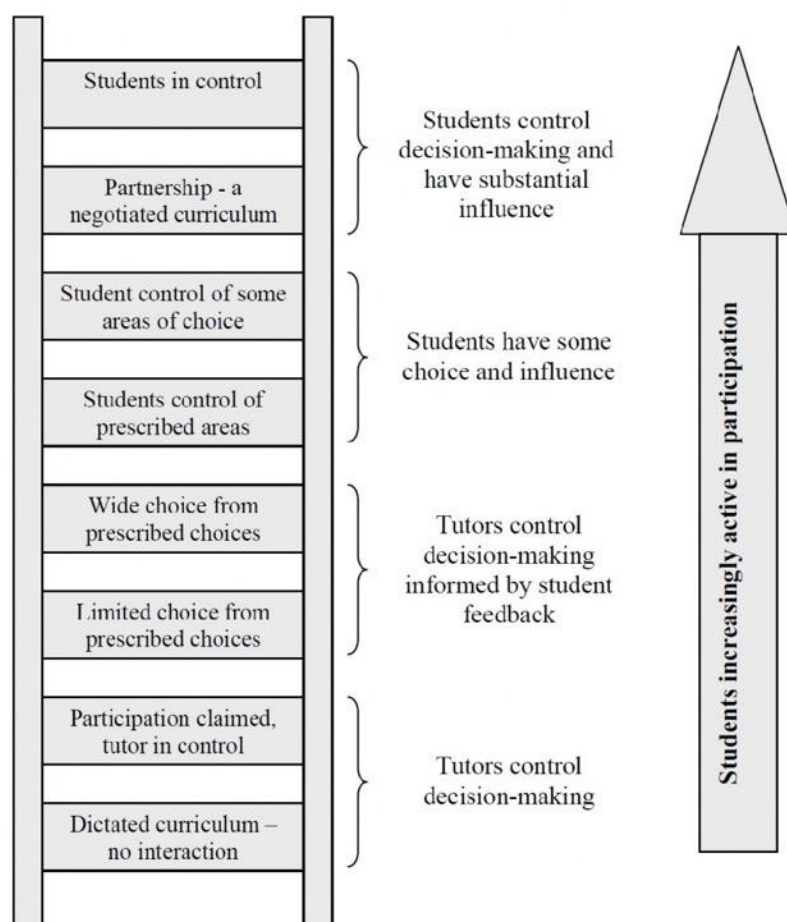 Students in control
Partnership - a
negotiated curriculum
Students control
decision-making and
have substantial
influence
Student control of some
areas of choice
Students control of
prescribed areas
Students have some
choice and influence
Wide choice from
prescribed choices
Limited choice from
prescribed choices
Tutors control
decision-making
informed by student
feedback
Participation claimed,
tutor in control
Dictated curriculum –
no interaction
Tutors control
decision-making
Students increasingly active in participation